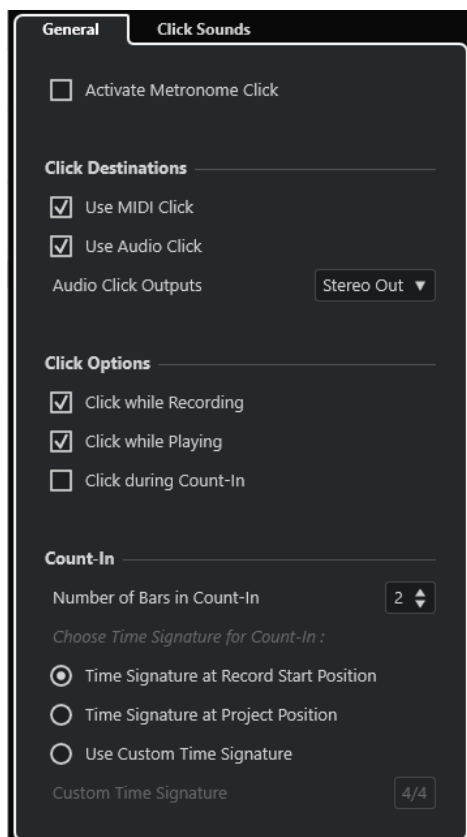 General Click Sounds
Activate Metronome Click
Click Destinations
Use MIDI Click
Use Audio Click
Audio Click Outputs Stereo Out
Click Options
Click while Recording
Click while Playing
Click during Count-In
Count-In
Number of Bars in Count-In 2
Choose Time Signature for Count-In :
Time Signature at Record Start Position
Time Signature at Project Position
Use Custom Time Signature
Custom Time Signature 4/4